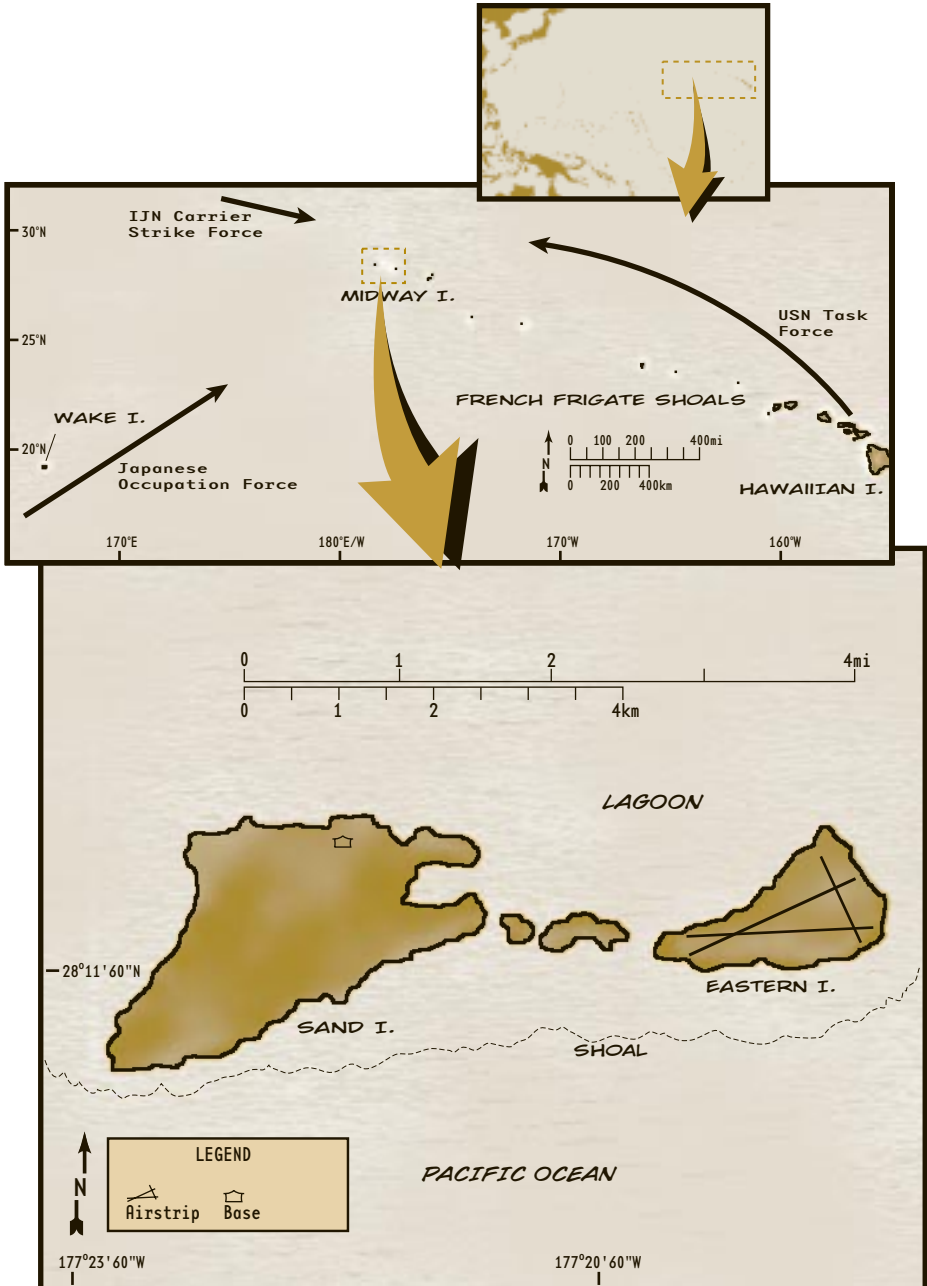 IJN Carrier
Strike Force
30°N
MIDWAY I.
USN Task
Force
25°N
FRENCH FRIGATE SHOALS
WAKE I.
0 100 200 400mi
20°N
N
Japanese
Occupation Force
0 200 400km
HAWAIIAN I.
170°E 180°E/W 170°W 160°W
0 1 2 4mi
0 1 2 4km
LAGOON
28°11'60"N
EASTERN I.
SAND I.
SHOAL
LEGEND
PACIFIC OCEAN
N
Airstrip Base
177°23'60"W 177°20'60"W